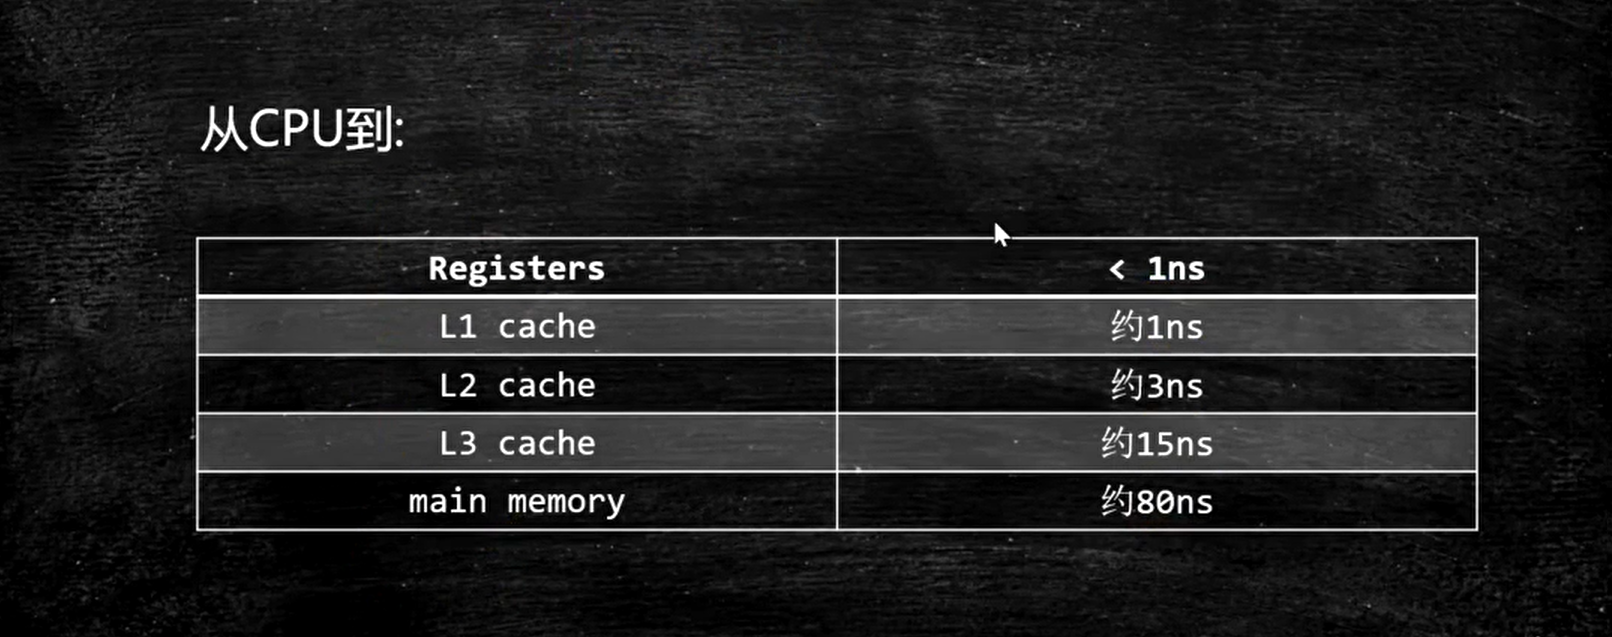 从CPU到:
Registers < 1ns
L1 cache 约1ns
L2 cache 约3ns
L3 cache 约15ns
main memory 约80ns